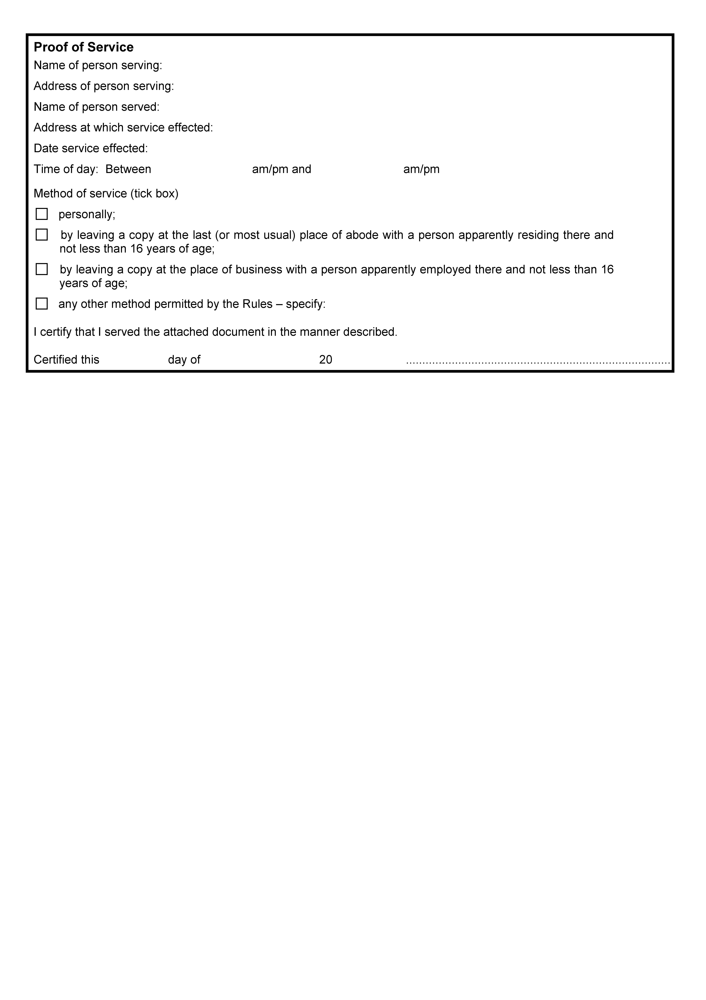 Proof of Service
Name of person serving:
Address of person serving:
Name of person served:
Address at which service effected:
Date service effected:
Time of day:  Between am/pm and am/pm
Method of service (tick box)
personally;
by leaving a copy at the last (or most usual) place of abode with a person apparently residing there and
not less than 16 years of age;
by leaving a copy at the place of business with a person apparently employed there and not less than 16
years of age;
any other method permitted by the Rules – specify:
I certify that I served the attached document in the manner described.
Certified this day of 20 .................................................................................